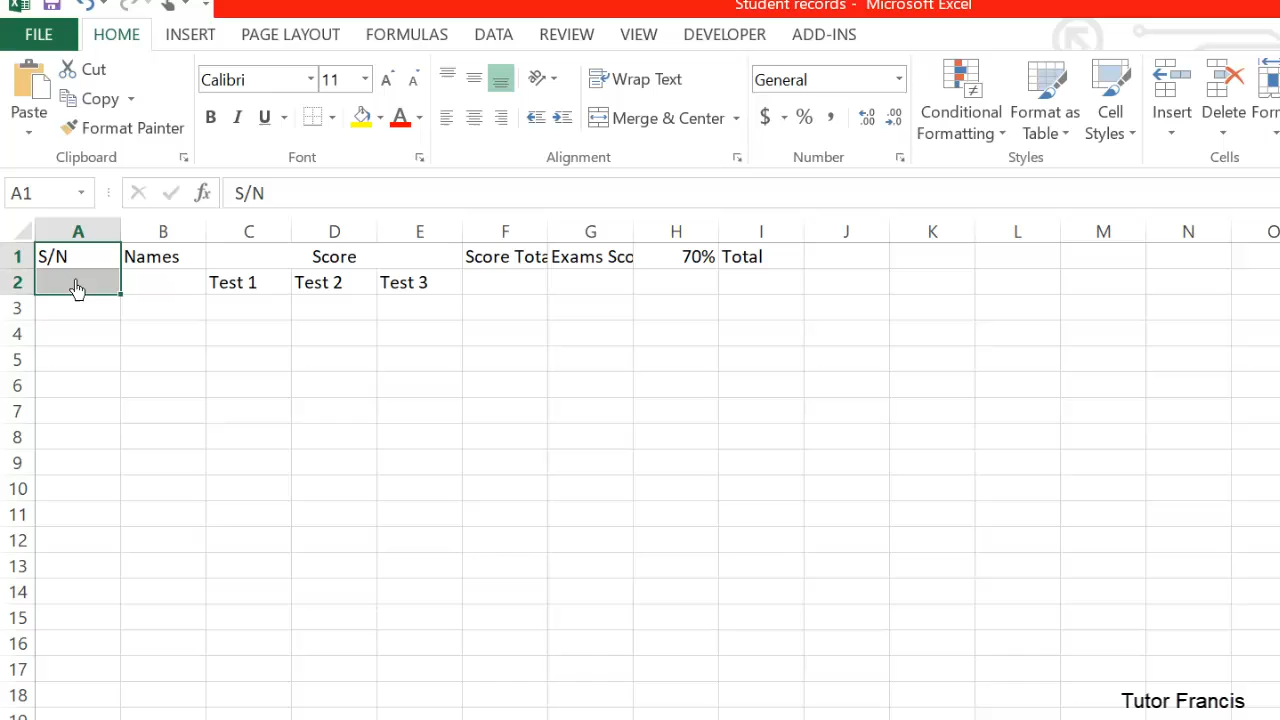 Student records - Microsoft Excel
FILE HOME INSERT PAGE LAYOUT FORMULAS DATA REVIEW VIEW DEVELOPER ADD-INS
Cut
Copy
Format Painter
Paste
Clipboard
Calibri 11
B I U A
Font
Wrap Text
Merge & Center
Alignment
General
$ % ,
Number
Conditional Formatting
Format as Table
Cell Styles
Styles
Insert Delete
Cells
A1 fx S/N
A B C D E F G H I J K L M N O
1 S/N Names Score Score Tota Exams Sco 70% Total
2 Test 1 Test 2 Test 3
3
4
5
6
7
8
9
10
11
12
13
14
15
16
17
18
Tutor Francis